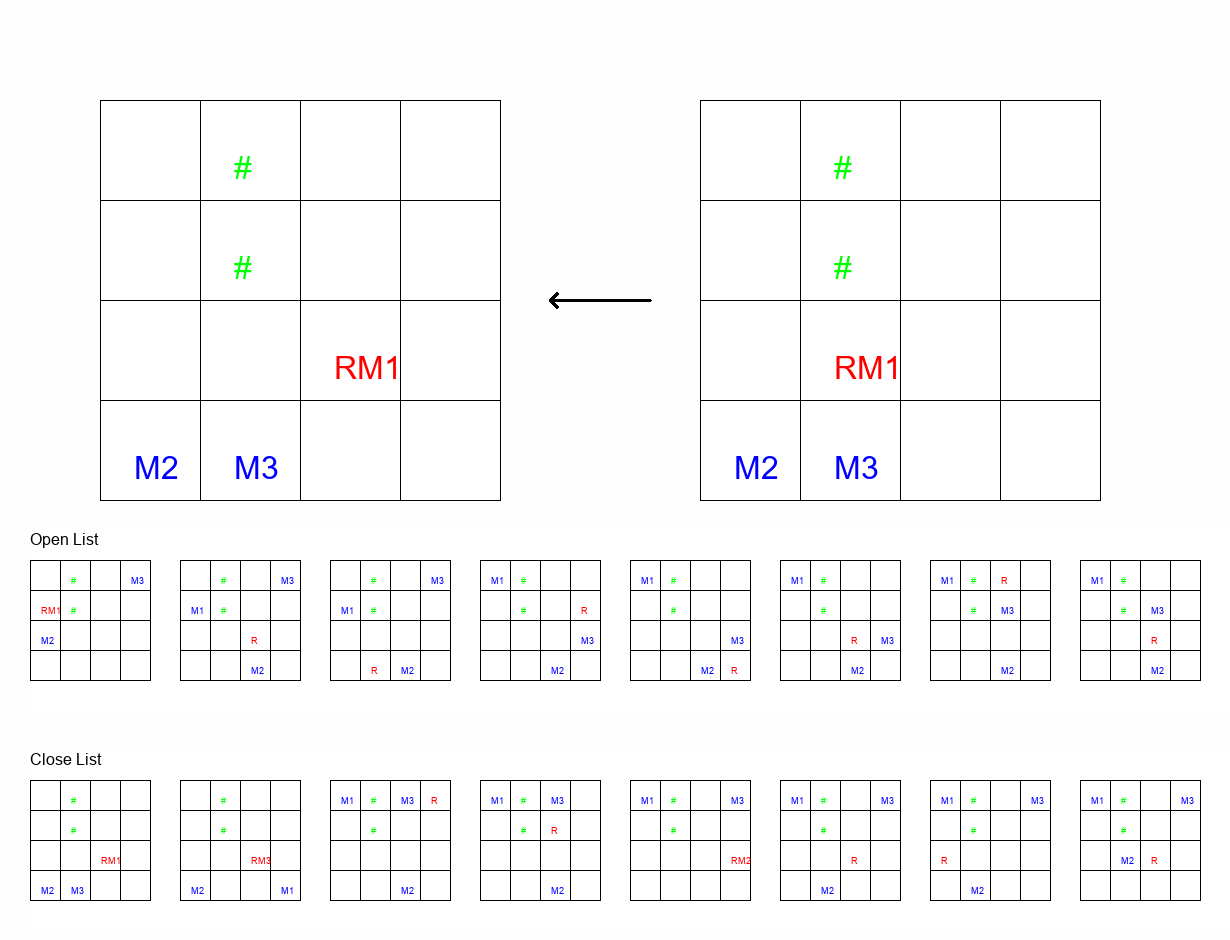 # #
# #
RM1 RM1
M2 M3 M2 M3
Open List
# M3 # M3 # M3 M1 # M1 # M1 # M1 # R M1 #
RM1 # M1 # M1 # # R # # # M3 # M3
M2 R M3 M3 R M3 R
M2 R M2 M2 M2 R M2 M2 M2
Close List
# # M1 # M3 R M1 # M3 M1 # M3 M1 # M3 M1 # M3 M1 # M3
# # # # R # # # #
RM1 RM3 RM2 R R M2 R
M2 M3 M2 M1 M2 M2 M2 M2